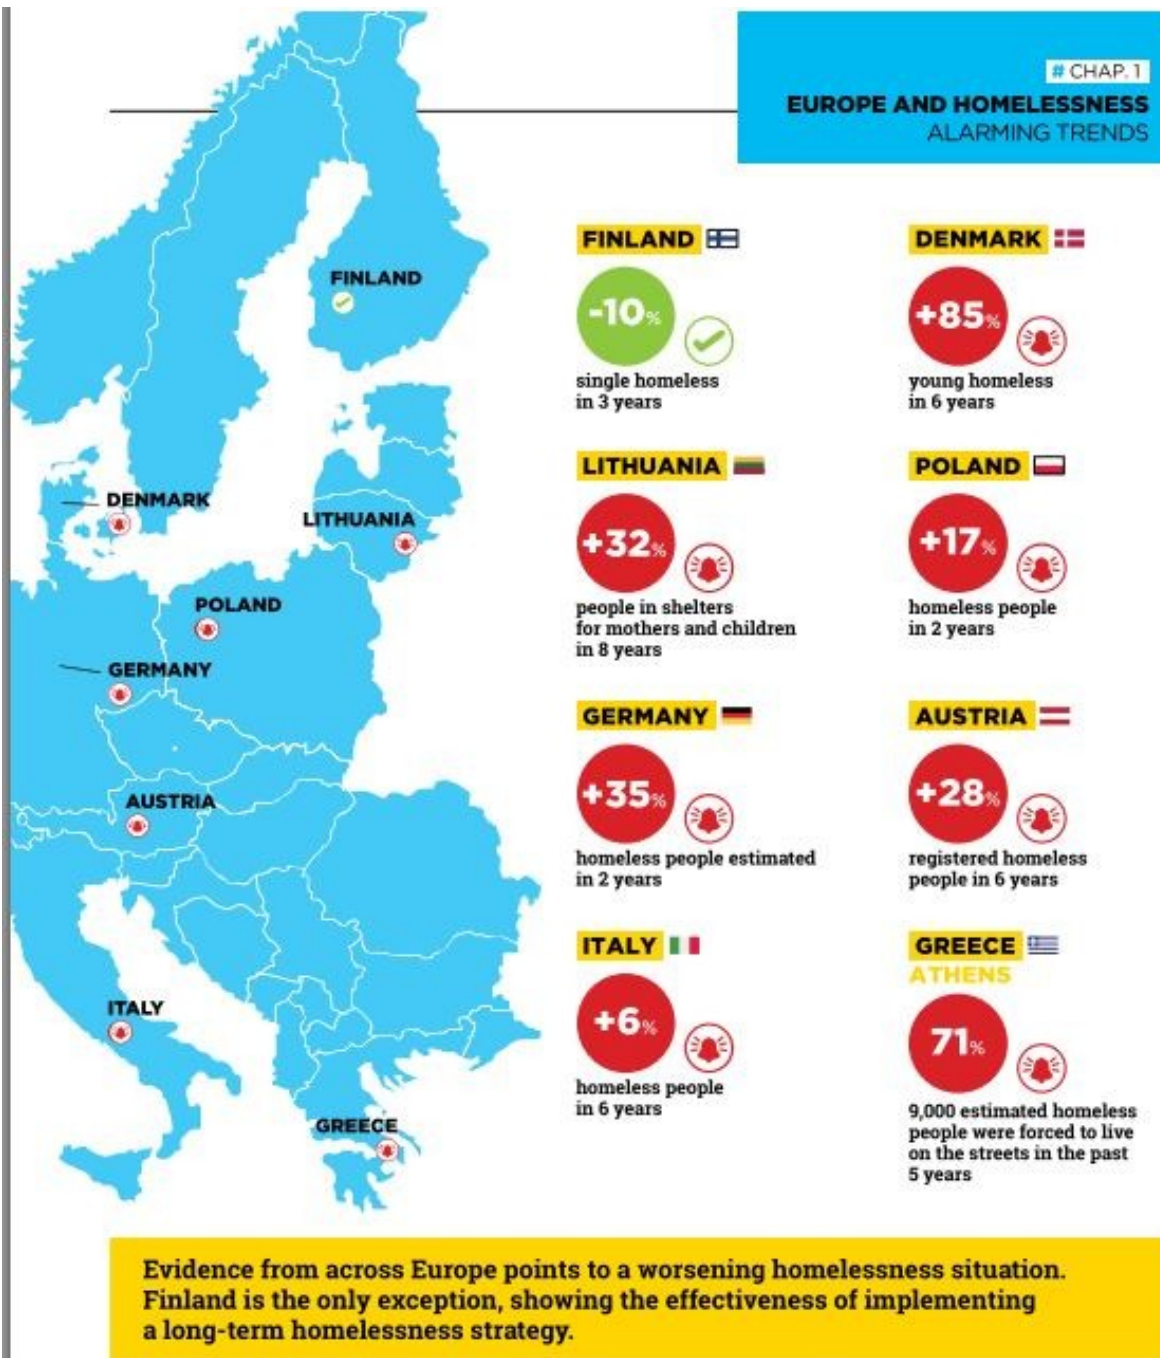 # CHAP. 1
EUROPE AND HOMELESSNESS
ALARMING TRENDS
FINLAND
DENMARK
LITHUANIA
POLAND
GERMANY
AUSTRIA
ITALY
GREECE
FINLAND
-10%
single homeless
in 3 years
DENMARK
+85%
young homeless
in 6 years
LITHUANIA
+32%
people in shelters
for mothers and children
in 8 years
POLAND
+17%
homeless people
in 2 years
GERMANY
+35%
homeless people estimated
in 2 years
AUSTRIA
+28%
registered homeless
people in 6 years
ITALY
+6%
homeless people
in 6 years
GREECE
ATHENS
71%
9,000 estimated homeless
people were forced to live
on the streets in the past
5 years
Evidence from across Europe points to a worsening homelessness situation.
Finland is the only exception, showing the effectiveness of implementing
a long-term homelessness strategy.